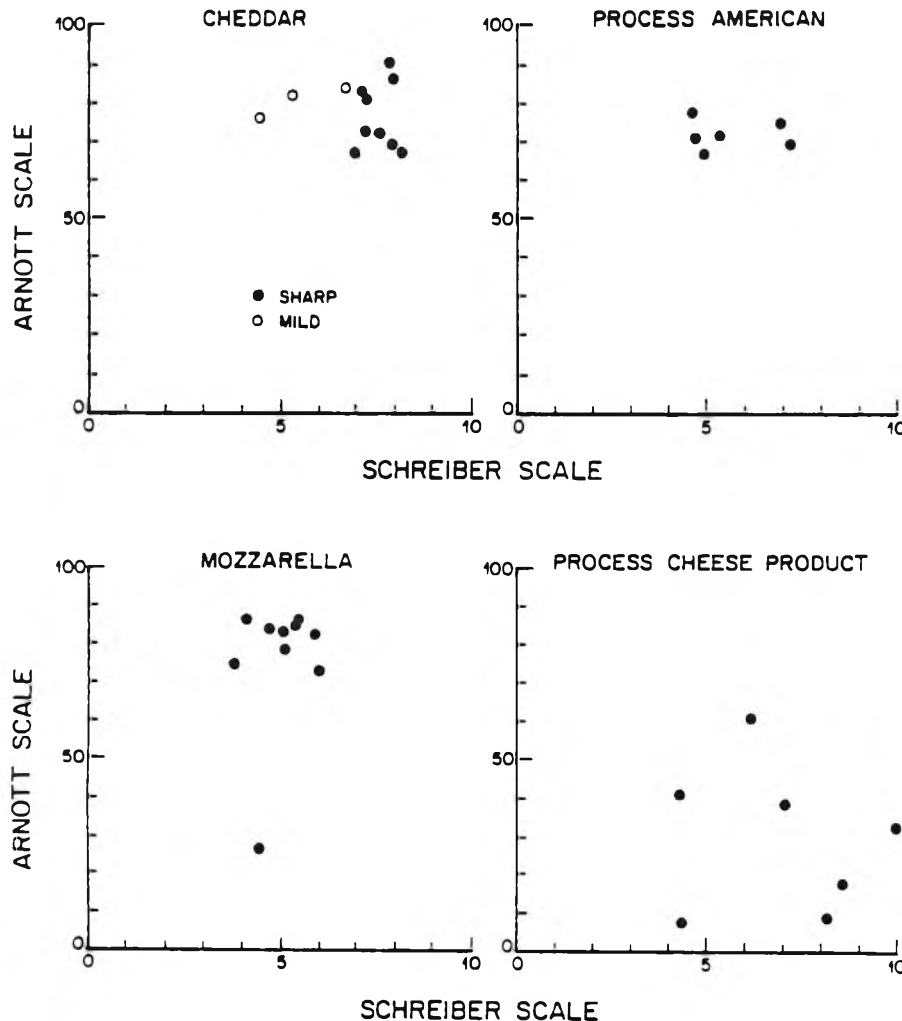 CHEDDAR
PROCESS AMERICAN
100
100
ARNOTT SCALE
50
50
● SHARP
○ MILD
0
0
0
5
10
0
5
10
SCHREIBER SCALE
MOZZARELLA
PROCESS CHEESE PRODUCT
100
100
ARNOTT SCALE
50
50
0
0
0
5
10
0
5
10
SCHREIBER SCALE